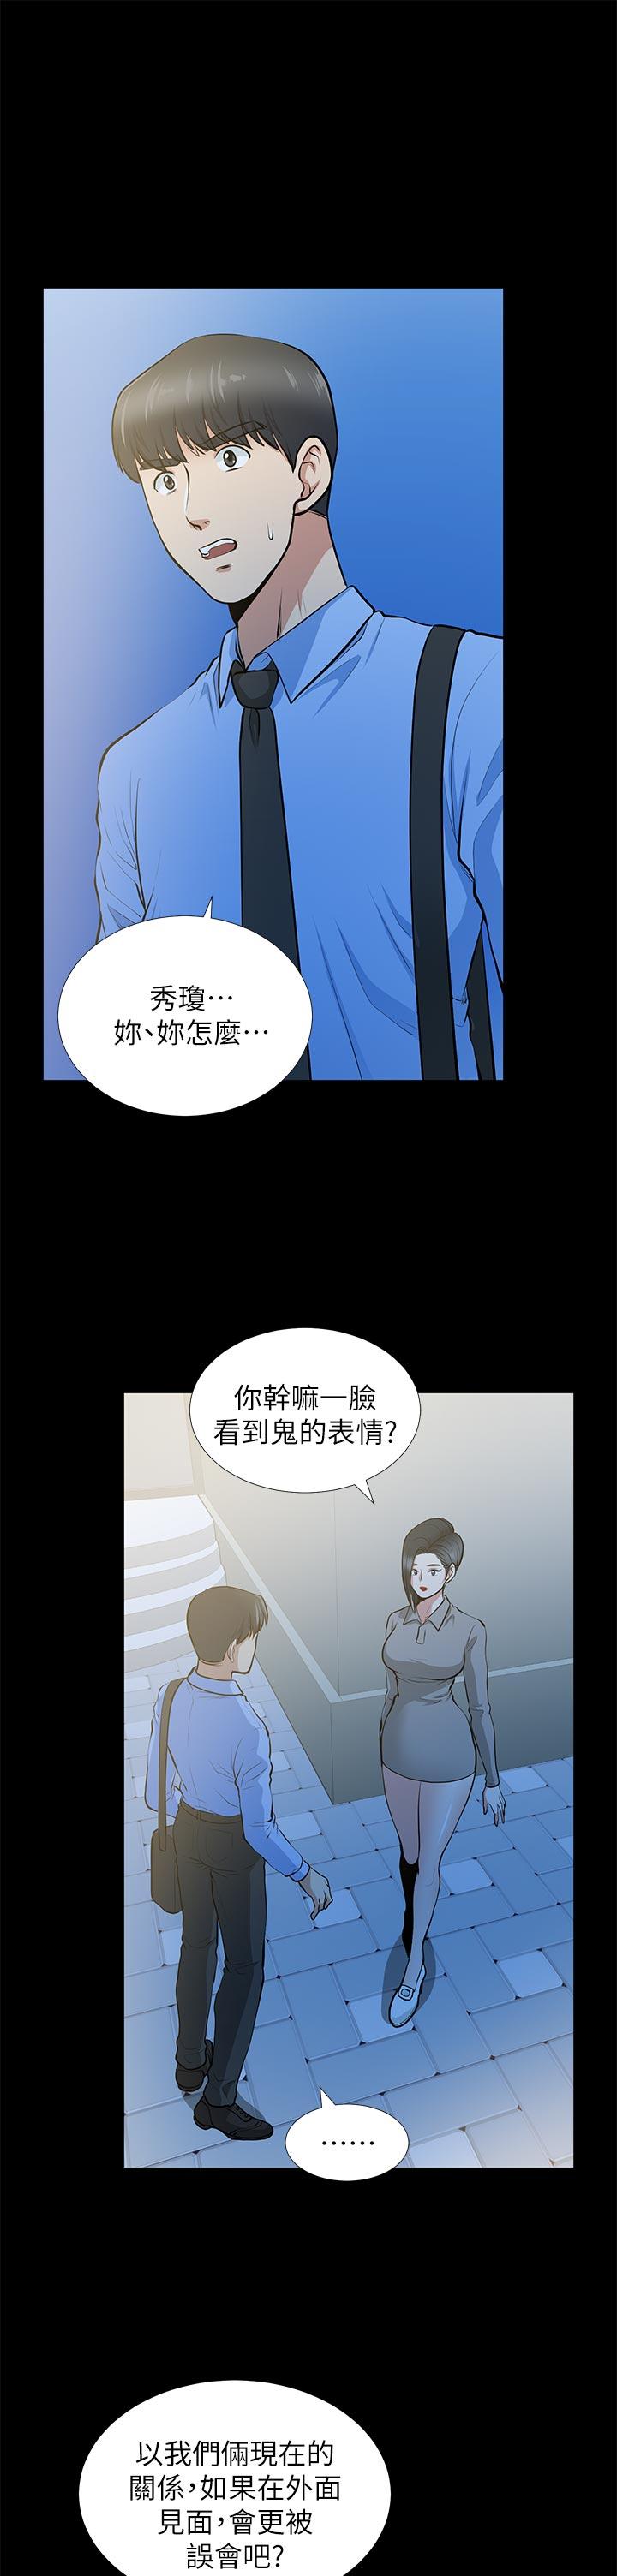 秀瓊⋯
妳、妳怎麼⋯
你幹嘛一臉
看到鬼的表情?
⋯⋯
以我們倆現在的
關係,如果在外面
見面,會更被
誤會吧?